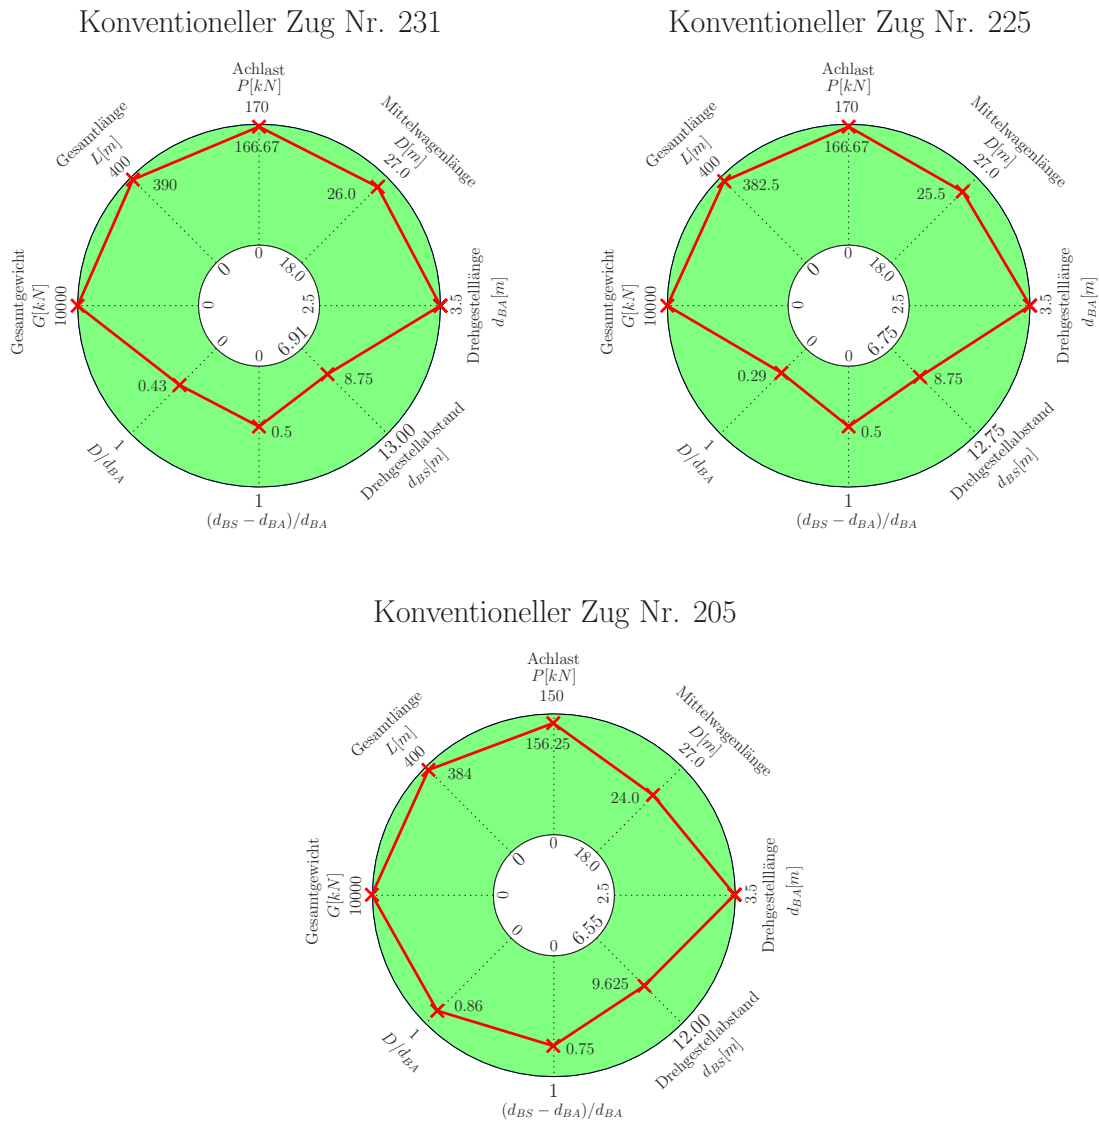 Konventioneller Zug Nr. 231
Achlast
P[kN]
170
166.67
Mittelwagenlänge
D[m]
27.0
26.0
18.0
Drehgestelllänge
d_BA[m]
3.5
2.5
Drehgestellabstand
d_BS[m]
13.00
8.75
6.91
(d_BS − d_BA)/d_BA
1
0.5
0
D/d_BA
1
0.43
0
Gesamtgewicht
G[kN]
10000
0
Gesamtlänge
L[m]
400
390
0
0
Konventioneller Zug Nr. 225
Achlast
P[kN]
170
166.67
Mittelwagenlänge
D[m]
27.0
25.5
18.0
Drehgestelllänge
d_BA[m]
3.5
2.5
Drehgestellabstand
d_BS[m]
12.75
8.75
6.75
(d_BS − d_BA)/d_BA
1
0.5
0
D/d_BA
1
0.29
0
Gesamtgewicht
G[kN]
10000
0
Gesamtlänge
L[m]
400
382.5
0
0
Konventioneller Zug Nr. 205
Achlast
P[kN]
150
156.25
Mittelwagenlänge
D[m]
27.0
24.0
18.0
Drehgestelllänge
d_BA[m]
3.5
2.5
Drehgestellabstand
d_BS[m]
12.00
9.625
6.55
(d_BS − d_BA)/d_BA
1
0.75
0
D/d_BA
1
0.86
0
Gesamtgewicht
G[kN]
10000
0
Gesamtlänge
L[m]
400
384
0
0